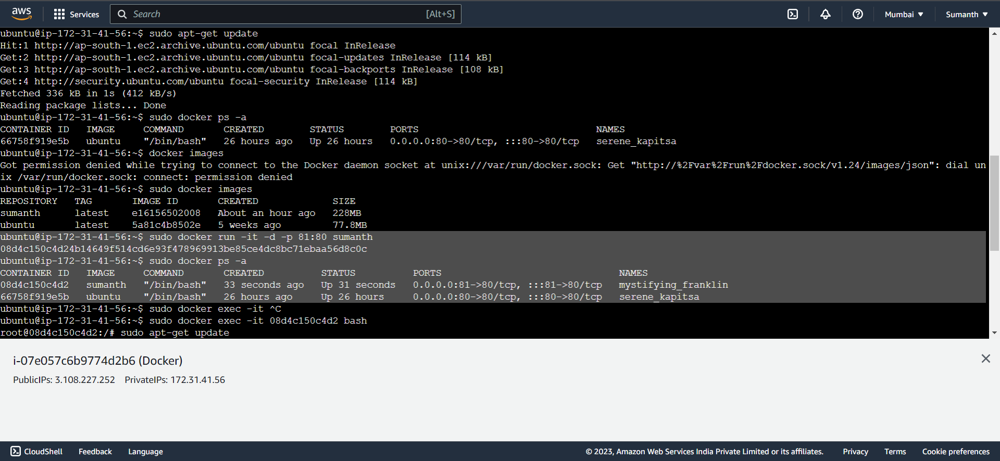 aws Services Search [Alt+S] Mumbai ▼ Sumanth ▼
ubuntu@ip-172-31-41-56:~$ sudo apt-get update
Hit:1 http://ap-south-1.ec2.archive.ubuntu.com/ubuntu focal InRelease
Get:2 http://ap-south-1.ec2.archive.ubuntu.com/ubuntu focal-updates InRelease [114 kB]
Get:3 http://ap-south-1.ec2.archive.ubuntu.com/ubuntu focal-backports InRelease [108 kB]
Get:4 http://security.ubuntu.com/ubuntu focal-security InRelease [114 kB]
Fetched 336 kB in 1s (412 kB/s)
Reading package lists... Done
ubuntu@ip-172-31-41-56:~$ sudo docker ps -a
CONTAINER ID   IMAGE     COMMAND       CREATED        STATUS        PORTS                               NAMES
66758f919e5b   ubuntu    "/bin/bash"   26 hours ago   Up 26 hours   0.0.0.0:80->80/tcp, :::80->80/tcp   serene_kapitsa
ubuntu@ip-172-31-41-56:~$ docker images
Got permission denied while trying to connect to the Docker daemon socket at unix:///var/run/docker.sock: Get "http://%2Fvar%2Frun%2Fdocker.sock/v1.24/images/json": dial un
ix /var/run/docker.sock: connect: permission denied
ubuntu@ip-172-31-41-56:~$ sudo docker images
REPOSITORY   TAG       IMAGE ID       CREATED             SIZE
sumanth      latest    e16156502008   About an hour ago   228MB
ubuntu       latest    5a81c4b8502e   5 weeks ago         77.8MB
ubuntu@ip-172-31-41-56:~$ sudo docker run -it -d -p 81:80 sumanth
08d4c150c4d24b14649f514cd6e93f478969913be85ce4dc8bc71ebaa56d8c0c
ubuntu@ip-172-31-41-56:~$ sudo docker ps -a
CONTAINER ID   IMAGE     COMMAND       CREATED          STATUS          PORTS                               NAMES
08d4c150c4d2   sumanth   "/bin/bash"   33 seconds ago   Up 31 seconds   0.0.0.0:81->80/tcp, :::81->80/tcp   mystifying_franklin
66758f919e5b   ubuntu    "/bin/bash"   26 hours ago     Up 26 hours     0.0.0.0:80->80/tcp, :::80->80/tcp   serene_kapitsa
ubuntu@ip-172-31-41-56:~$ sudo docker exec -it ^C
ubuntu@ip-172-31-41-56:~$ sudo docker exec -it 08d4c150c4d2 bash
root@08d4c150c4d2:/# sudo apt-get update
i-07e057c6b9774d2b6 (Docker)
PublicIPs: 3.108.227.252 PrivateIPs: 172.31.41.56
CloudShell Feedback Language © 2023, Amazon Web Services India Private Limited or its affiliates. Privacy Terms Cookie preferences